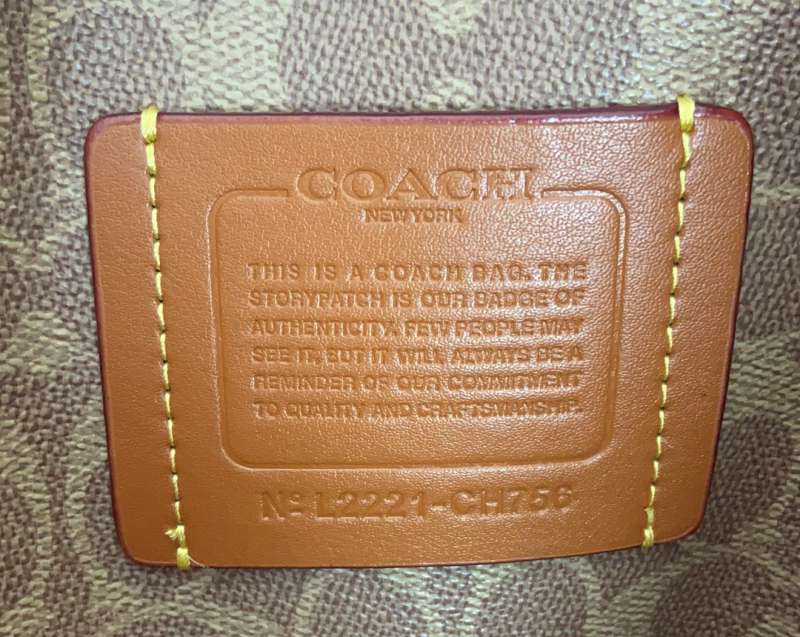 COACH
NEW YORK
THIS IS A COACH BAG. THE
STORYPATCH IS OUR BADGE OF
AUTHENTICITY. FEW PEOPLE MAY
SEE IT, BUT IT WILL ALWAYS BE A
REMINDER OF OUR COMMITMENT
TO QUALITY AND CRAFTSMANSHIP.
Nº L2221-CH756